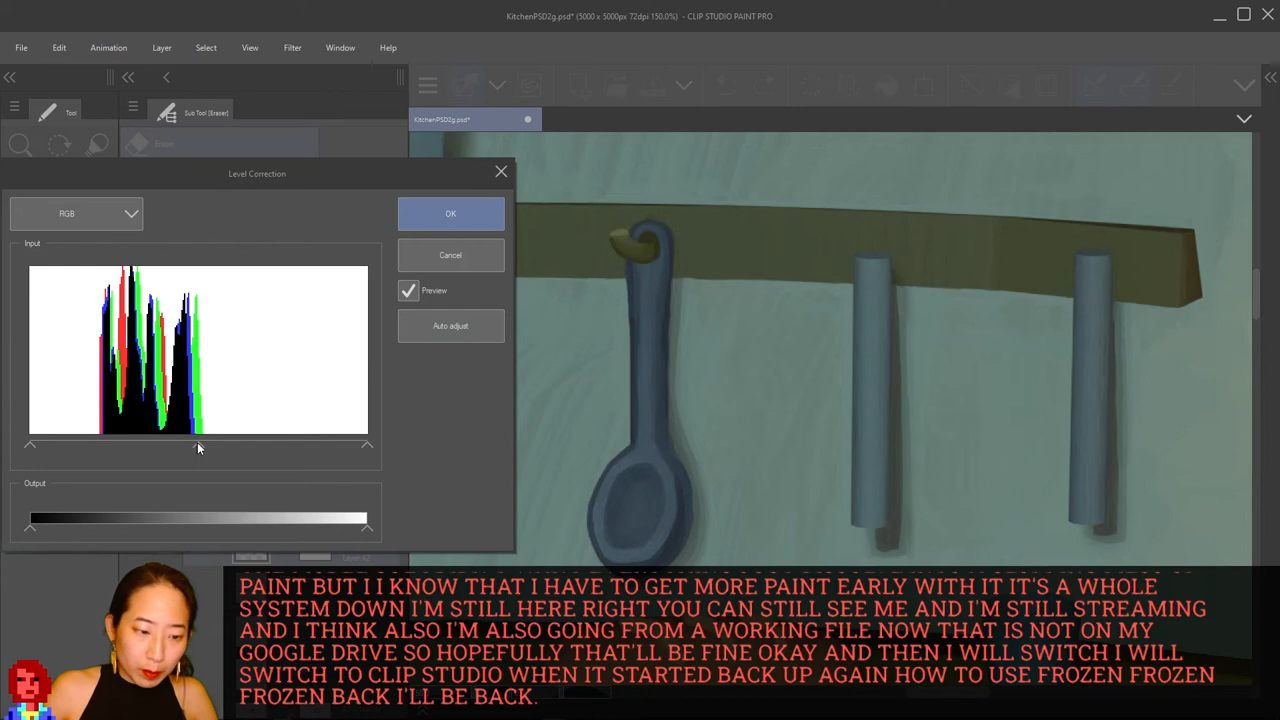 KitchenPSD2g.psd* (5000 x 5000px 72dpi 150.0%) - CLIP STUDIO PAINT PRO
File Edit Animation Layer Select View Filter Window Help
Tool
Sub Tool [Eraser]
KitchenPSD2g.psd*
Eraser
Level Correction
RGB
OK
Input
Cancel
Preview
Auto adjust
Output
Layer 42
PAINT BUT I I KNOW THAT I HAVE TO GET MORE PAINT EARLY WITH IT IT'S A WHOLE
SYSTEM DOWN I'M STILL HERE RIGHT YOU CAN STILL SEE ME AND I'M STILL STREAMING
AND I THINK ALSO I'M ALSO GOING FROM A WORKING FILE NOW THAT IS NOT ON MY
GOOGLE DRIVE SO HOPEFULLY THAT'LL BE FINE OKAY AND THEN I WILL SWITCH I WILL
SWITCH TO CLIP STUDIO WHEN IT STARTED BACK UP AGAIN HOW TO USE FROZEN FROZEN
FROZEN BACK I'LL BE BACK.